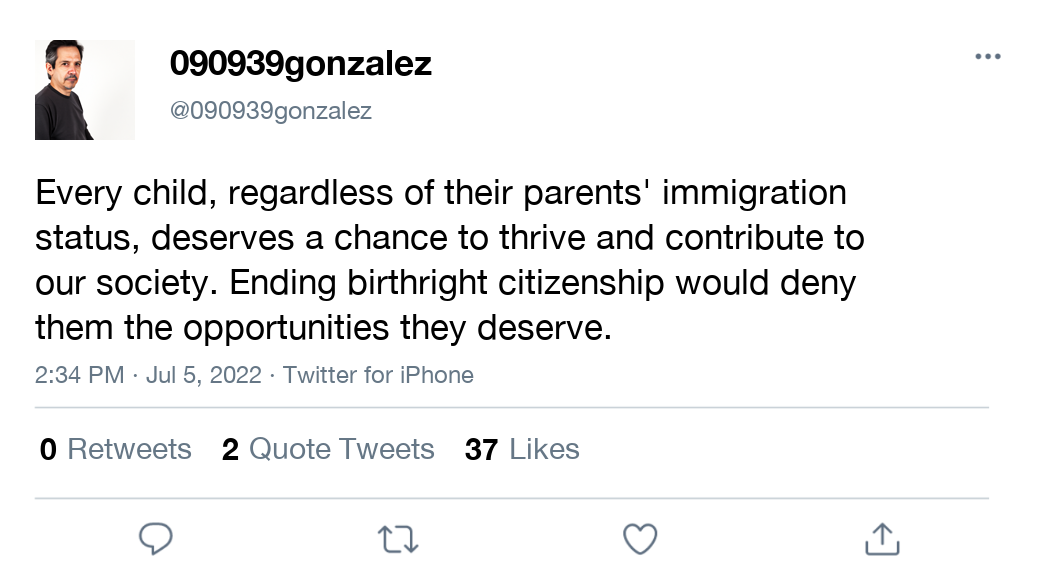 090939gonzalez
@090939gonzalez
Every child, regardless of their parents' immigration
status, deserves a chance to thrive and contribute to
our society. Ending birthright citizenship would deny
them the opportunities they deserve.
2:34 PM · Jul 5, 2022 · Twitter for iPhone
0 Retweets 2 Quote Tweets 37 Likes